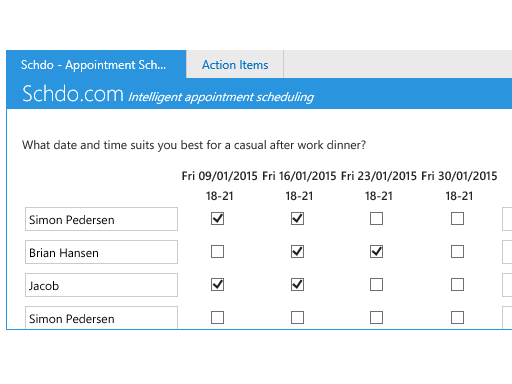 Schdo - Appointment Sch... Action Items
Schdo.com Intelligent appointment scheduling
What date and time suits you best for a casual after work dinner?
Fri 09/01/2015 Fri 16/01/2015 Fri 23/01/2015 Fri 30/01/2015
18-21 18-21 18-21 18-21
Simon Pedersen
Brian Hansen
Jacob
Simon Pedersen